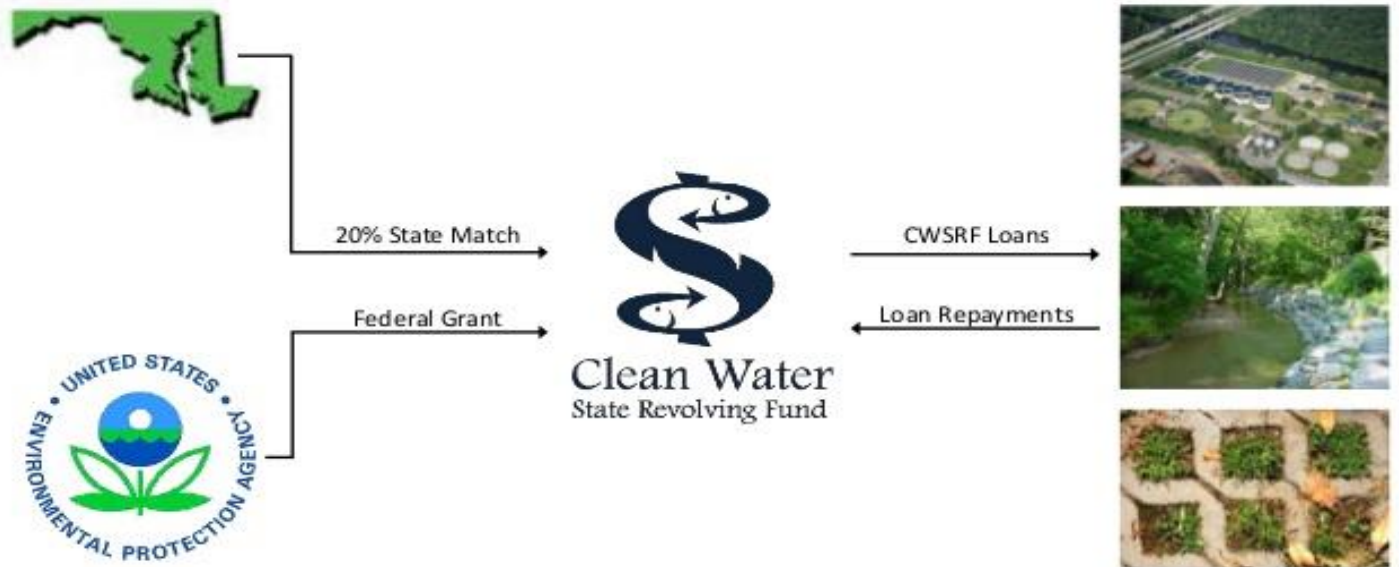 20% State Match
Federal Grant
UNITED STATES
• ENVIRONMENTAL PROTECTION AGENCY •
Clean Water
State Revolving Fund
CWSRF Loans
Loan Repayments